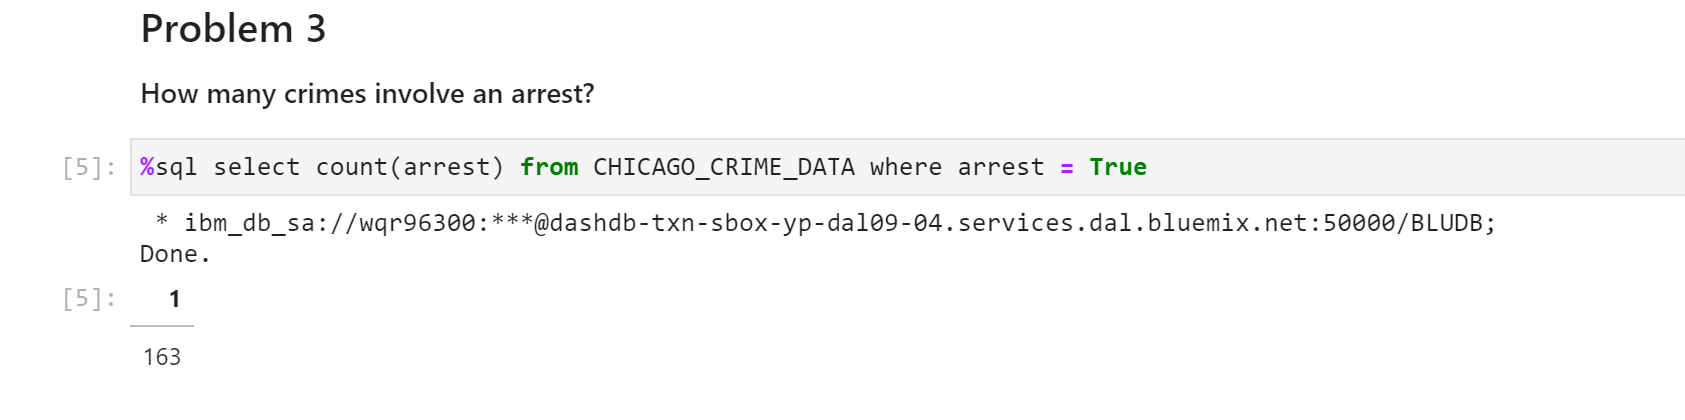 Problem 3
How many crimes involve an arrest?
[5]: %sql select count(arrest) from CHICAGO_CRIME_DATA where arrest = True
* ibm_db_sa://wqr96300:***@dashdb-txn-sbox-yp-dal09-04.services.dal.bluemix.net:50000/BLUDB;
Done.
[5]: 1
163